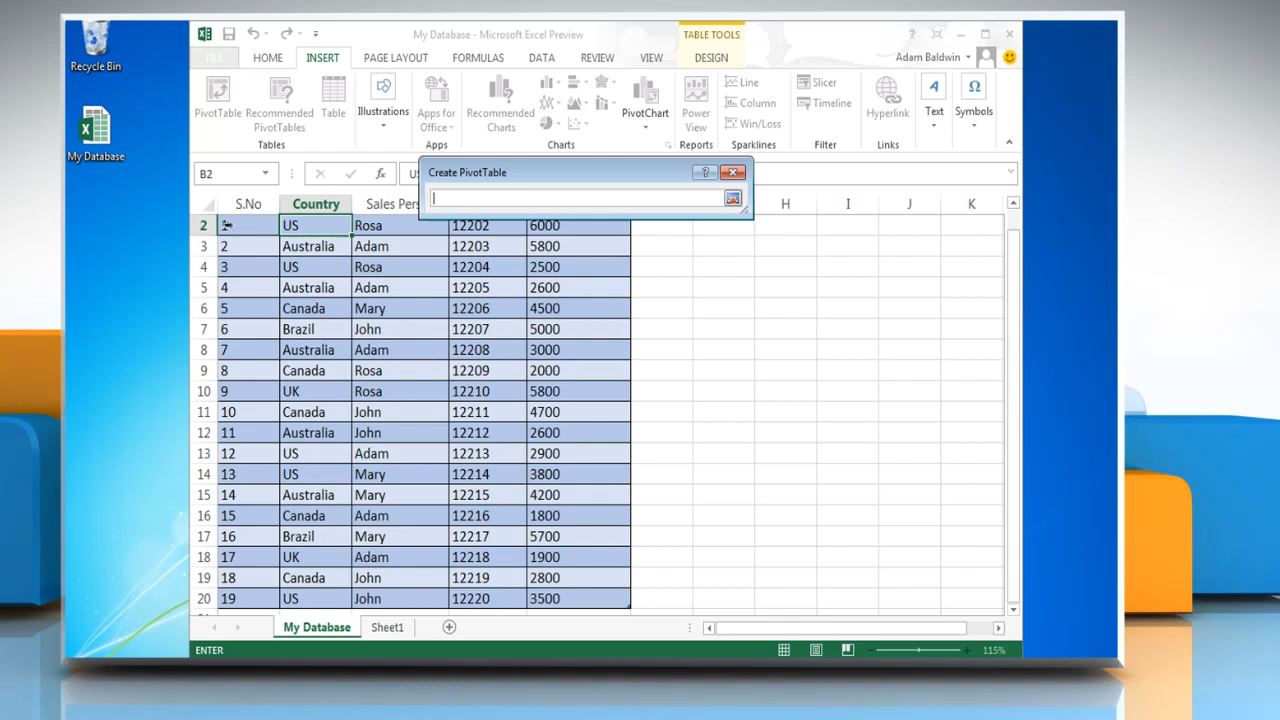 Recycle Bin
My Database
My Database - Microsoft Excel Preview
TABLE TOOLS
?
FILE
HOME
INSERT
PAGE LAYOUT
FORMULAS
DATA
REVIEW
VIEW
DESIGN
Adam Baldwin
PivotTable
Recommended
PivotTables
Table
Illustrations
Apps for
Office
Recommended
Charts
PivotChart
Power
View
Line
Column
Win/Loss
Slicer
Timeline
Hyperlink
A
Text
Ω
Symbols
Tables
Apps
Charts
Reports
Sparklines
Filter
Links
B2
fx
Create PivotTable
?
S.No Country Sales Pers H I J K
2 US Rosa 12202 6000
3 2 Australia Adam 12203 5800
4 3 US Rosa 12204 2500
5 4 Australia Adam 12205 2600
6 5 Canada Mary 12206 4500
7 6 Brazil John 12207 5000
8 7 Australia Adam 12208 3000
9 8 Canada Rosa 12209 2000
10 9 UK Rosa 12210 5800
11 10 Canada John 12211 4700
12 11 Australia John 12212 2600
13 12 US Adam 12213 2900
14 13 US Mary 12214 3800
15 14 Australia Mary 12215 4200
16 15 Canada Adam 12216 1800
17 16 Brazil Mary 12217 5700
18 17 UK Adam 12218 1900
19 18 Canada John 12219 2800
20 19 US John 12220 3500
My Database
Sheet1
ENTER
115%